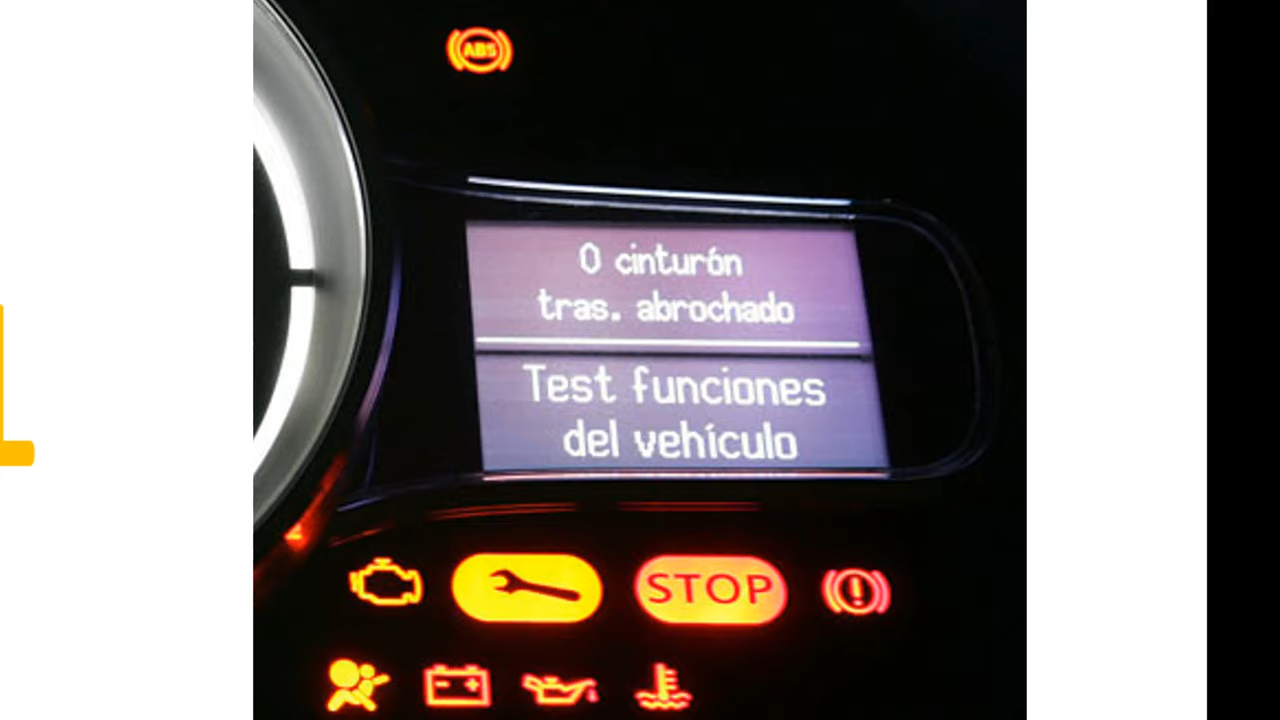 ABS
0 cinturón
tras. abrochado
Test funciones
del vehículo
STOP